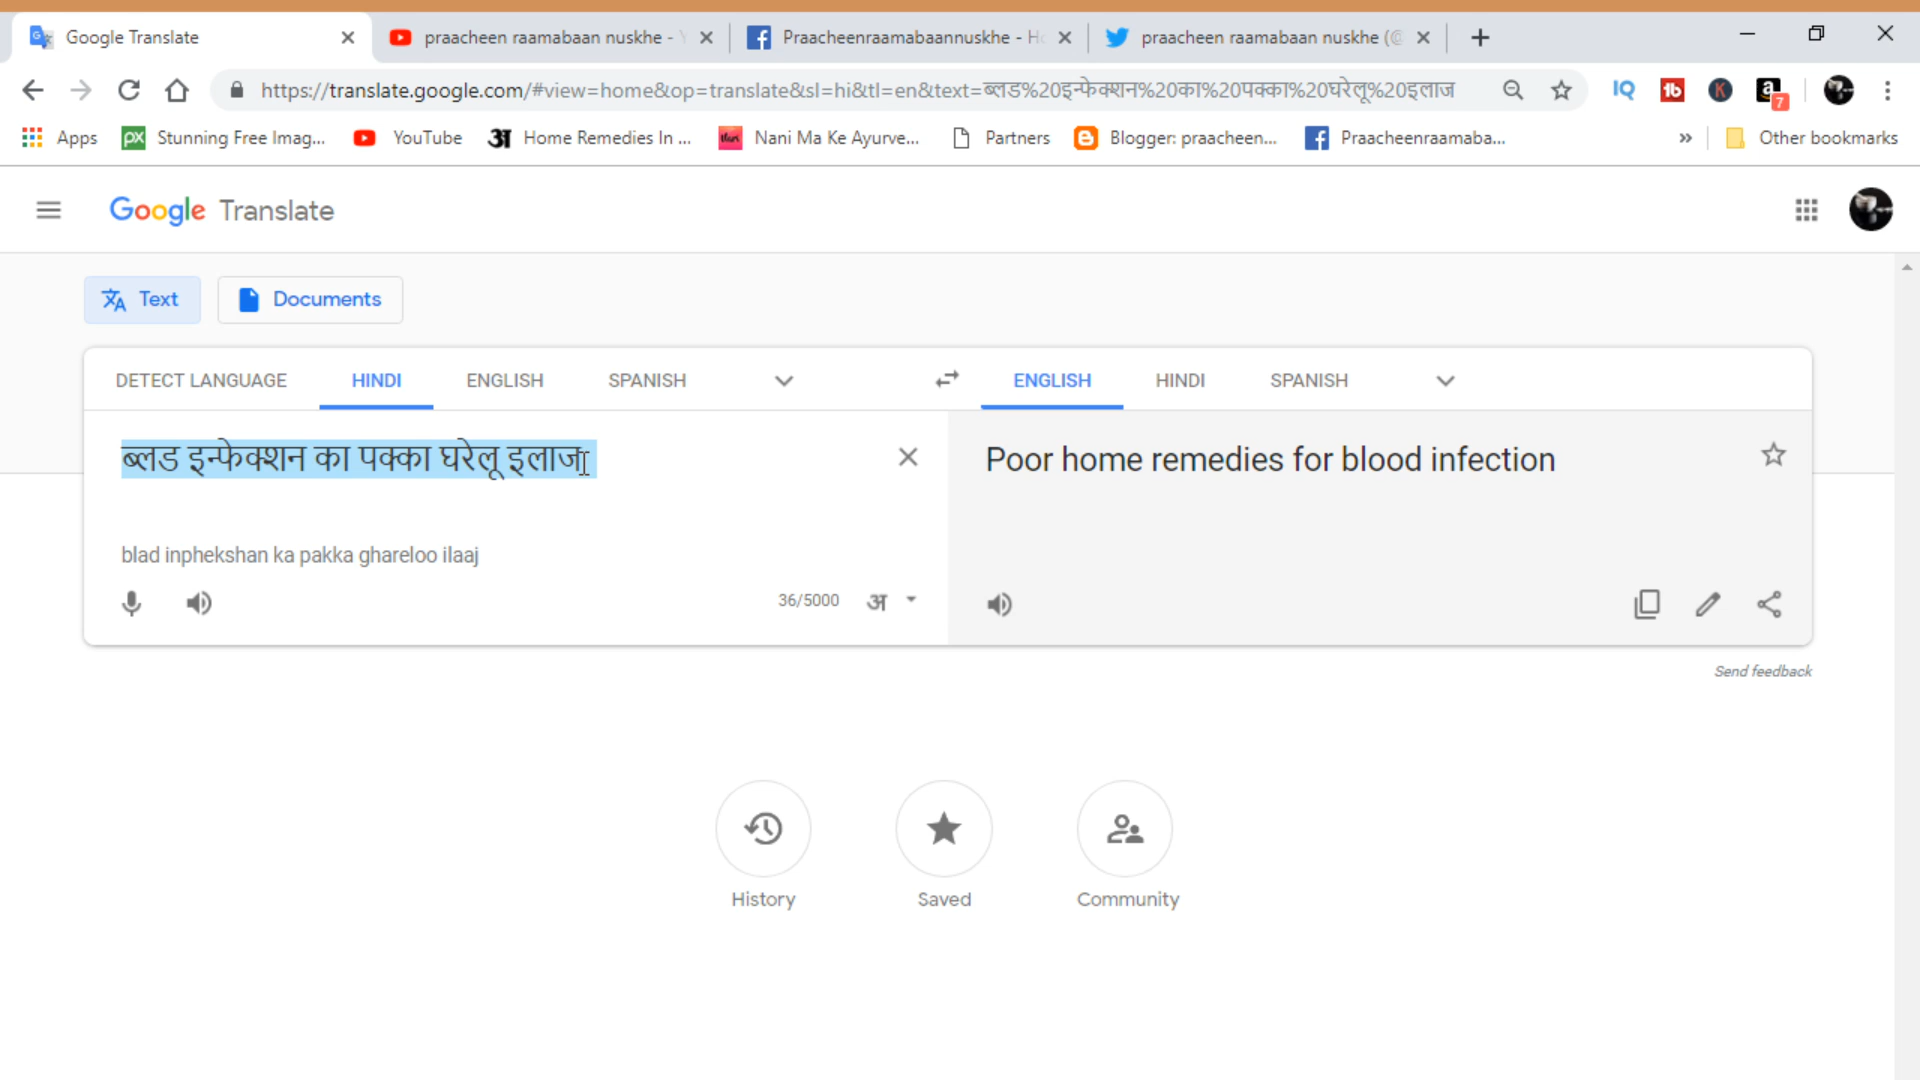 Google Translate
praacheen raamabaan nuskhe - Y
Praacheenraamabaannuskhe - Ho
praacheen raamabaan nuskhe (@
https://translate.google.com/#view=home&op=translate&sl=hi&tl=en&text=ब्लड%20इन्फेक्शन%20का%20पक्का%20घरेलू%20इलाज
IQ
7
Apps
px
Stunning Free Imag...
YouTube
अ
Home Remedies In ...
Nani Ma Ke Ayurve...
Partners
Blogger: praacheen...
Praacheenraamaba...
»
Other bookmarks
Google Translate
Text
Documents
DETECT LANGUAGE
HINDI
ENGLISH
SPANISH
ENGLISH
HINDI
SPANISH
ब्लड इन्फेक्शन का पक्का घरेलू इलाज
Poor home remedies for blood infection
blad inphekshan ka pakka ghareloo ilaaj
36/5000
अ
Send feedback
History
Saved
Community